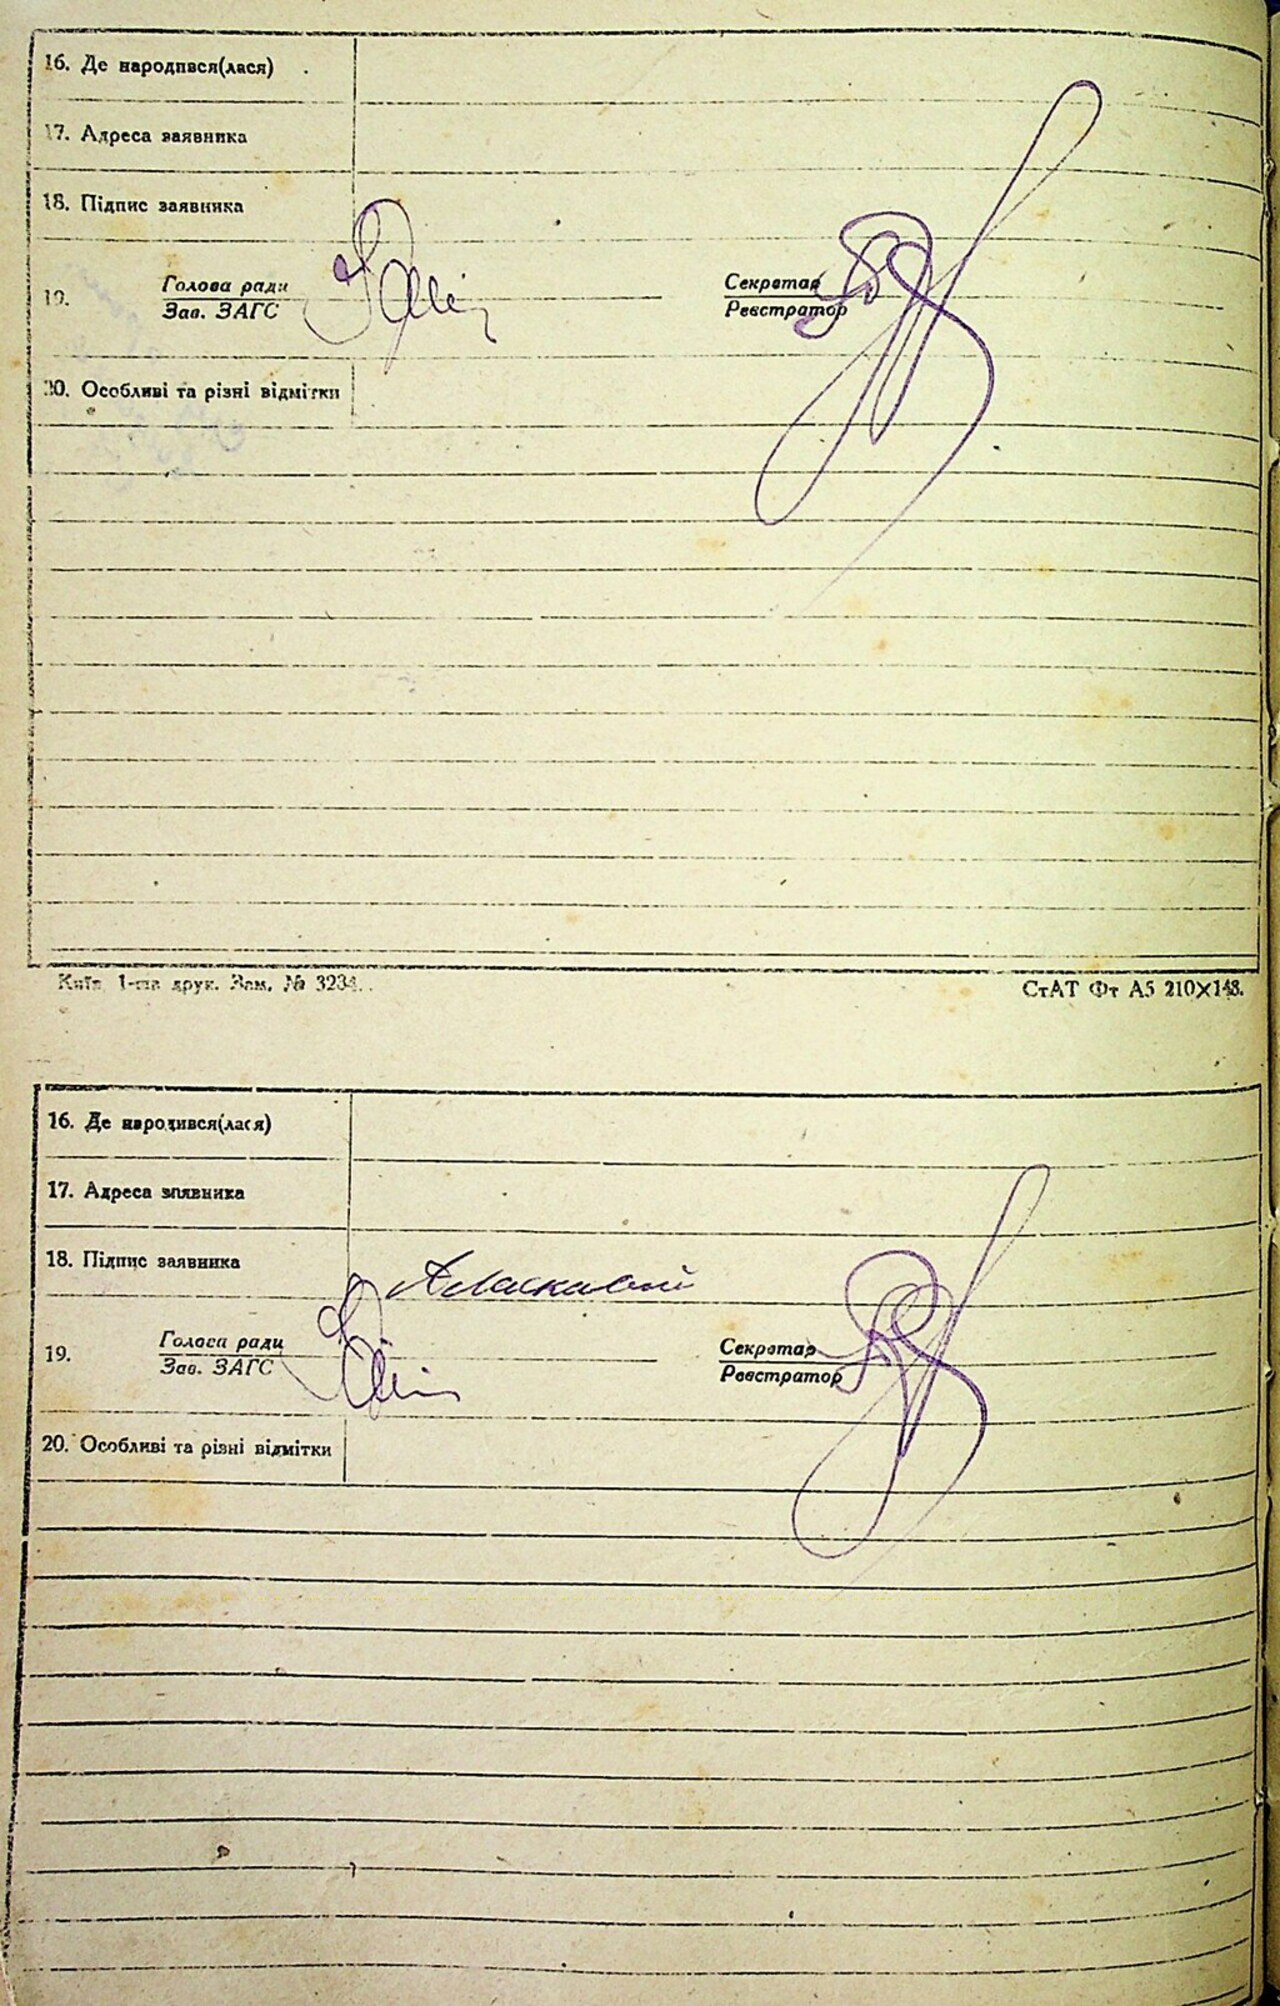 16. Де народився(лася)
17. Адреса заявника
18. Підпис заявника
19. Голова ради Секретар
Зав. ЗАГС Реєстратор
20. Особливі та різні відмітки
Київ 1-ша друк. Зам. № 3234. СтАТ Фт А5 210×148.
16. Де народився(лася)
17. Адреса заявника
18. Підпис заявника
19. Голова ради Секретар
Зав. ЗАГС Реєстратор
20. Особливі та різні відмітки